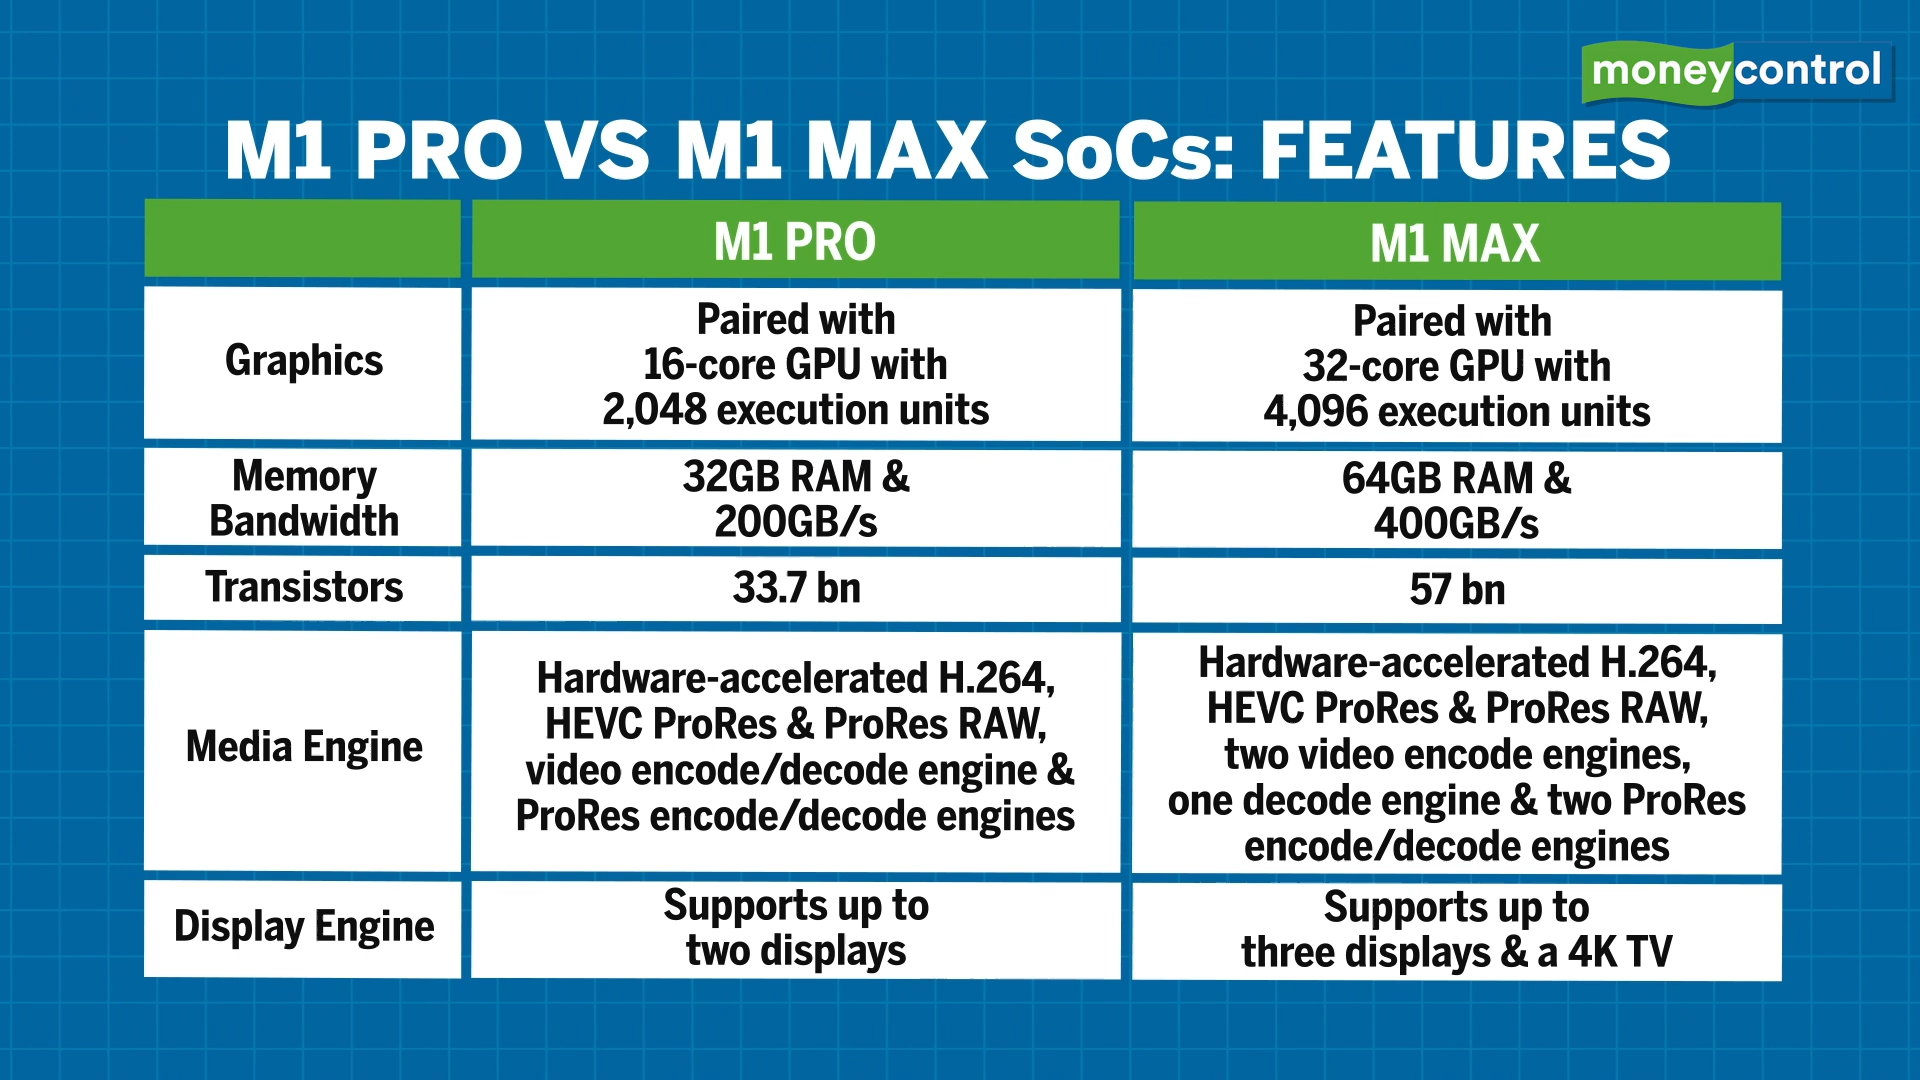 moneycontrol
M1 PRO VS M1 MAX SoCs: FEATURES
M1 PRO
M1 MAX
Graphics
Paired with
16-core GPU with
2,048 execution units
Paired with
32-core GPU with
4,096 execution units
Memory
Bandwidth
32GB RAM &
200GB/s
64GB RAM &
400GB/s
Transistors
33.7 bn
57 bn
Media Engine
Hardware-accelerated H.264,
HEVC ProRes & ProRes RAW,
video encode/decode engine &
ProRes encode/decode engines
Hardware-accelerated H.264,
HEVC ProRes & ProRes RAW,
two video encode engines,
one decode engine & two ProRes
encode/decode engines
Display Engine
Supports up to
two displays
Supports up to
three displays & a 4K TV